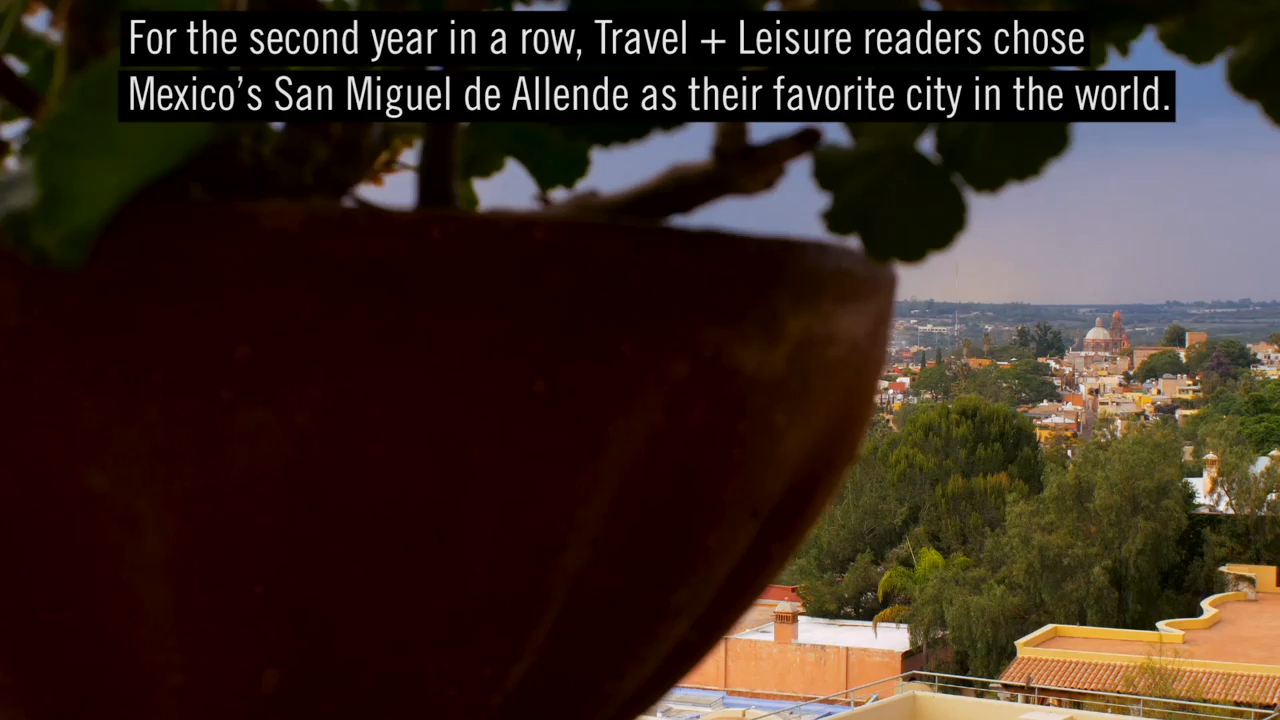 For the second year in a row, Travel + Leisure readers chose
Mexico’s San Miguel de Allende as their favorite city in the world.